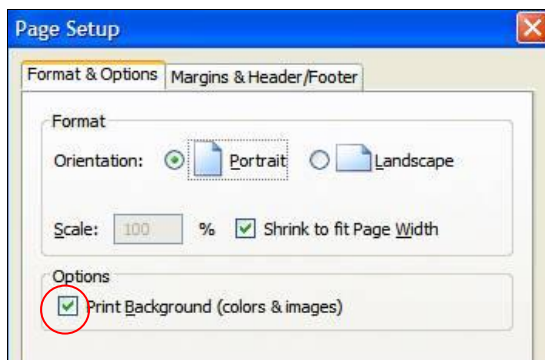 Page Setup
Format & Options Margins & Header/Footer
Format
Orientation: Portrait Landscape
Scale: 100 % Shrink to fit Page Width
Options
Print Background (colors & images)